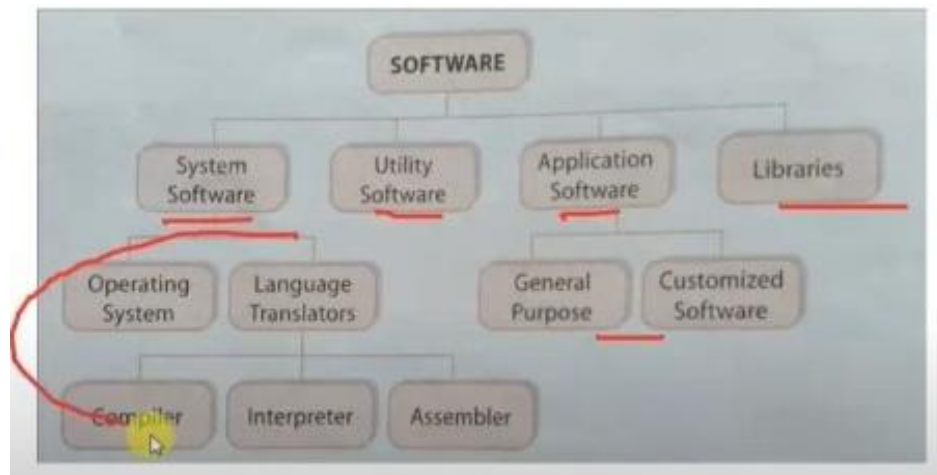 SOFTWARE
System
Software
Utility
Software
Application
Software
Libraries
Operating
System
Language
Translators
General
Purpose
Customized
Software
Compiler
Interpreter
Assembler